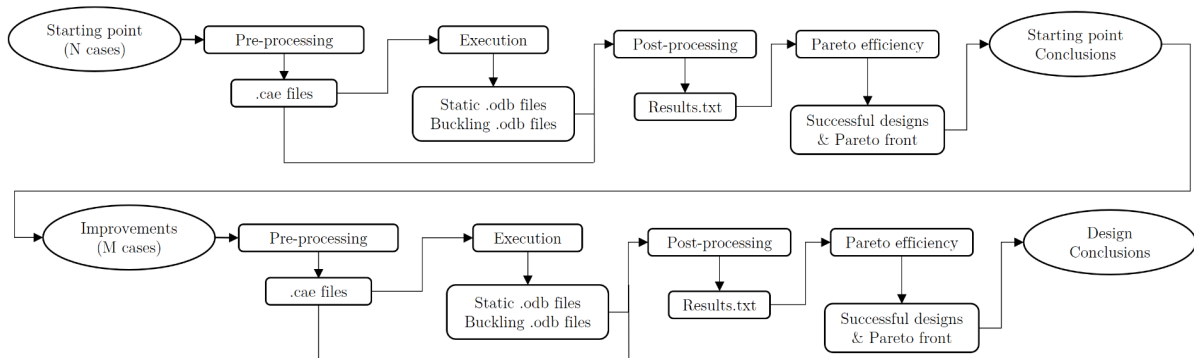 Starting point
(N cases)
Pre-processing
.cae files
Execution
Static .odb files
Buckling .odb files
Post-processing
Results.txt
Pareto efficiency
Successful designs
& Pareto front
Starting point
Conclusions
Improvements
(M cases)
Pre-processing
.cae files
Execution
Static .odb files
Buckling .odb files
Post-processing
Results.txt
Pareto efficiency
Successful designs
& Pareto front
Design
Conclusions